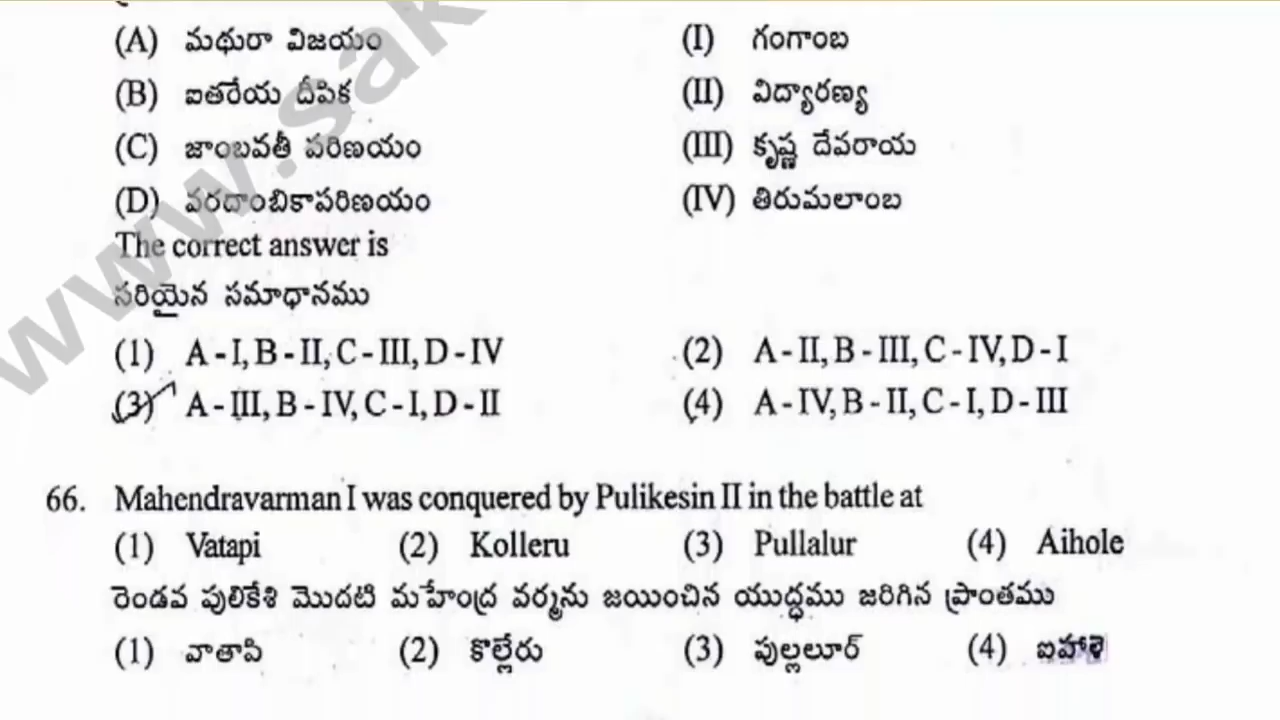 (A) మథురా విజయం (I) గంగాంబ
(B) ఐతరేయ దీపిక (II) విద్యారణ్య
(C) జాంబవతీ పరిణయం (III) కృష్ణ దేవరాయ
(D) వరదాంబికాపరిణయం (IV) తిరుమలాంబ
The correct answer is
సరియైన సమాధానము
(1) A - I, B - II, C - III, D - IV (2) A - II, B - III, C - IV, D - I
(3) A - III, B - IV, C - I, D - II (4) A - IV, B - II, C - I, D - III
66. Mahendravarman I was conquered by Pulikesin II in the battle at
(1) Vatapi (2) Kolleru (3) Pullalur (4) Aihole
రెండవ పులికేశి మొదటి మహేంద్ర వర్మను జయించిన యుద్ధము జరిగిన ప్రాంతము
(1) వాతాపి (2) కొల్లేరు (3) పుల్లలూర్ (4) ఐహోళె
www.sak